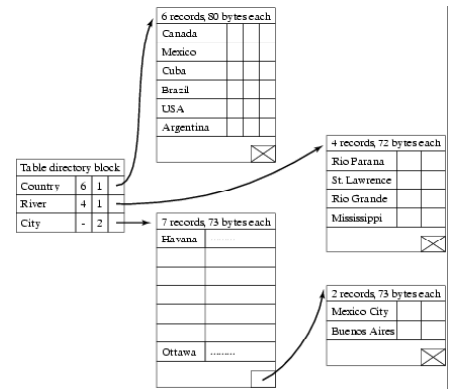 6 records, 80 bytes each
Canada
Mexico
Cuba
Brazil
USA
Argentina
4 records, 72 bytes each
Rio Parana
St. Lawrence
Rio Grande
Mississippi
Table directory block
Country 6 1
River 4 1
City - 2
7 records, 73 bytes each
Havana ........
Ottawa ........
2 records, 73 bytes each
Mexico City
Buenos Aires